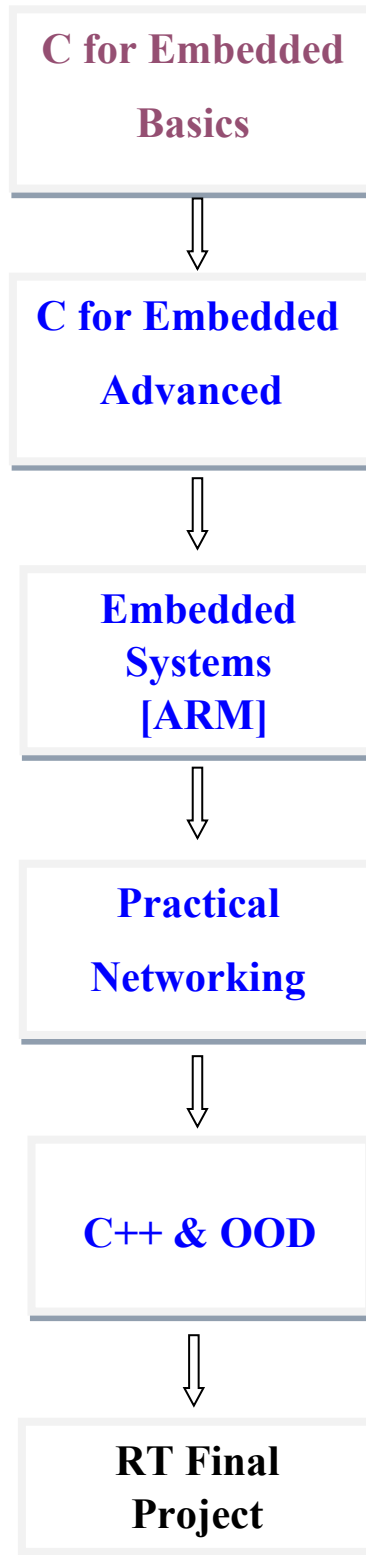 C for Embedded
Basics
C for Embedded
Advanced
Embedded
Systems
[ARM]
Practical
Networking
C++ & OOD
RT Final
Project